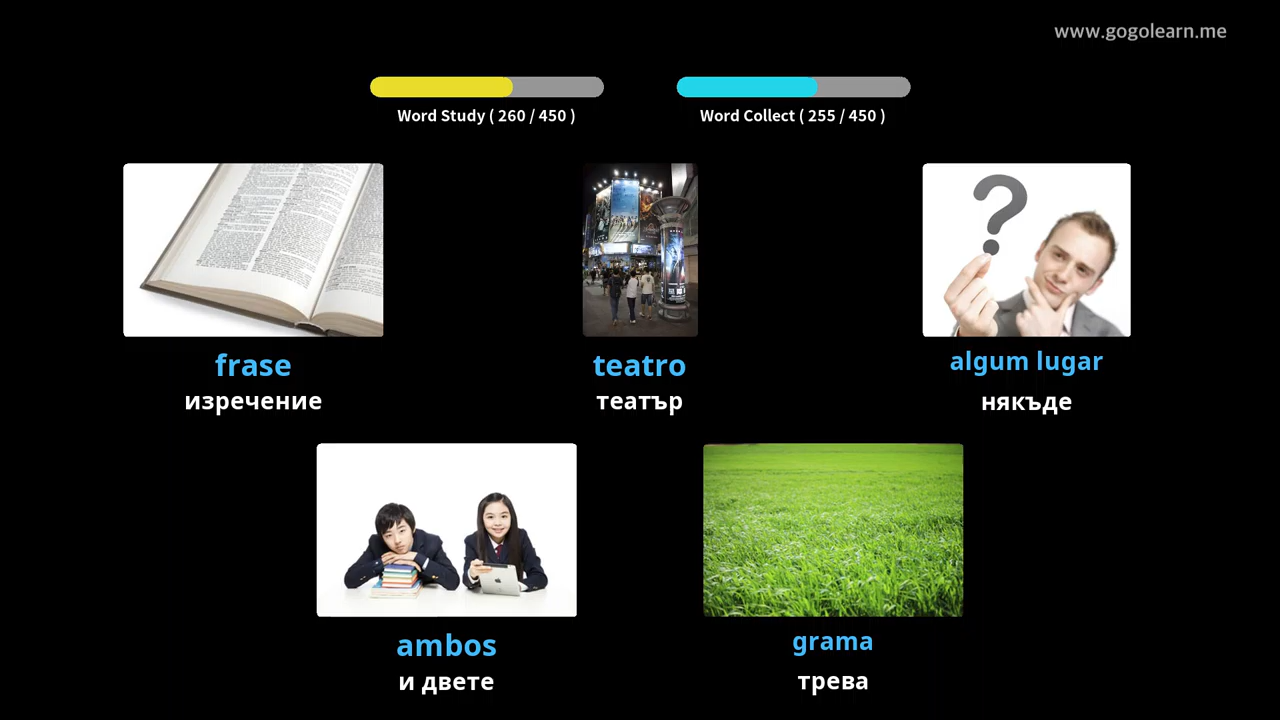 www.gogolearn.me
Word Study ( 260 / 450 )
Word Collect ( 255 / 450 )
frase
изречение
teatro
театър
algum lugar
някъде
ambos
и двете
grama
трева